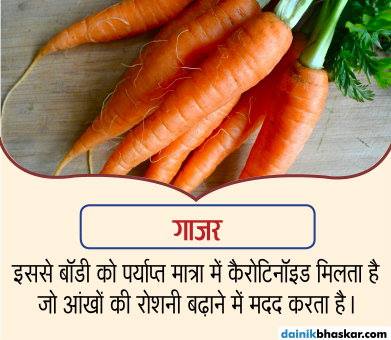 गाजर
इससे बॉडी को पर्याप्त मात्रा में कैरोटिनॉइड मिलता है
जो आंखों की रोशनी बढ़ाने में मदद करता है।
dainikbhaskar.com